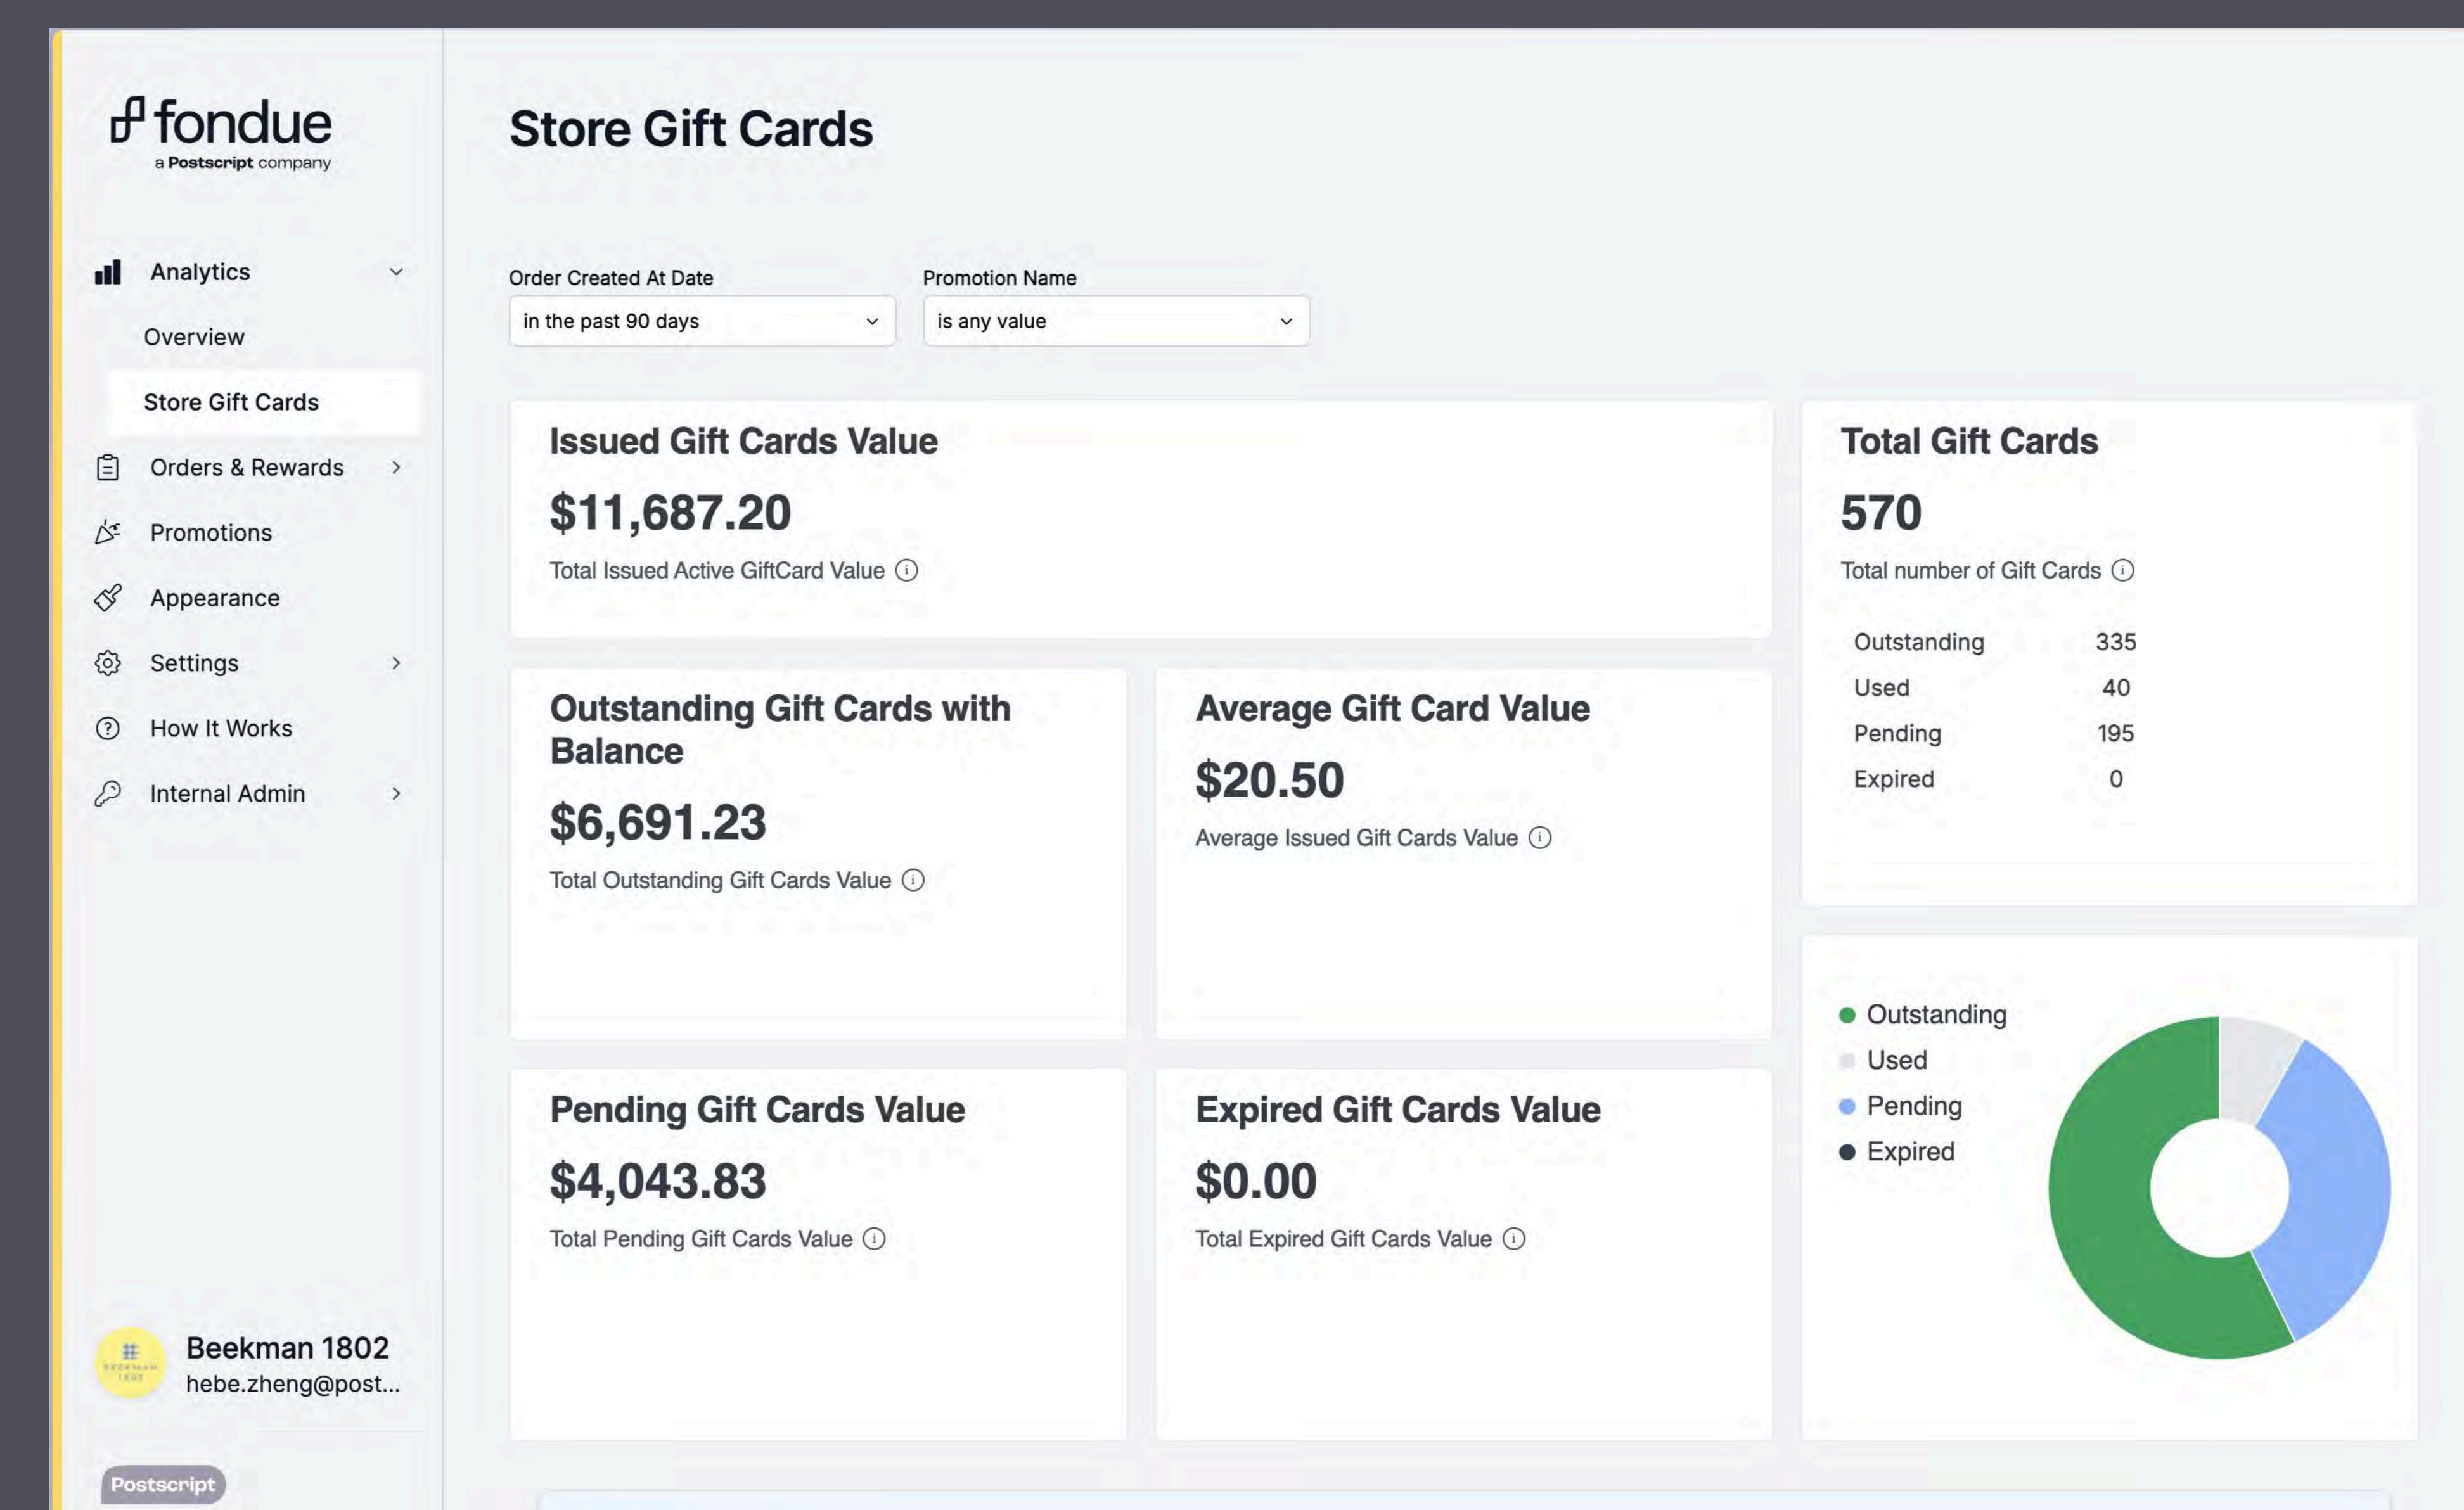 fondue
a Postscript company
Analytics
Overview
Store Gift Cards
Orders & Rewards
Promotions
Appearance
Settings
How It Works
Internal Admin
Beekman 1802
hebe.zheng@post...
BEEKMAN
1802
Postscript
Store Gift Cards
Order Created At Date
in the past 90 days
Promotion Name
is any value
Issued Gift Cards Value
$11,687.20
Total Issued Active GiftCard Value
Outstanding Gift Cards with
Balance
$6,691.23
Total Outstanding Gift Cards Value
Average Gift Card Value
$20.50
Average Issued Gift Cards Value
Pending Gift Cards Value
$4,043.83
Total Pending Gift Cards Value
Expired Gift Cards Value
$0.00
Total Expired Gift Cards Value
Total Gift Cards
570
Total number of Gift Cards
Outstanding 335
Used 40
Pending 195
Expired 0
Outstanding
Used
Pending
Expired